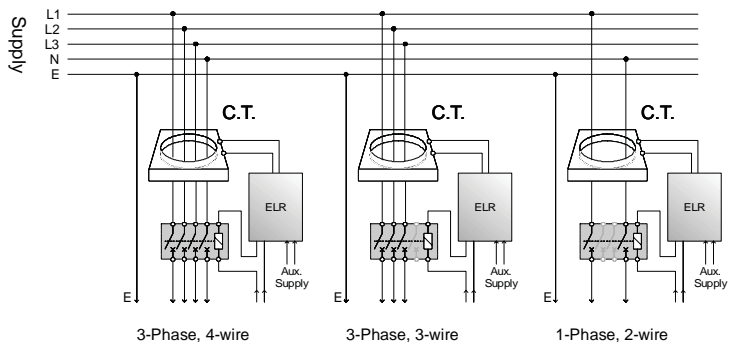 Supply
L1
L2
L3
N
E
C.T.
C.T.
C.T.
ELR
ELR
ELR
Aux.
Supply
Aux.
Supply
Aux.
Supply
E
E
E
3-Phase, 4-wire
3-Phase, 3-wire
1-Phase, 2-wire